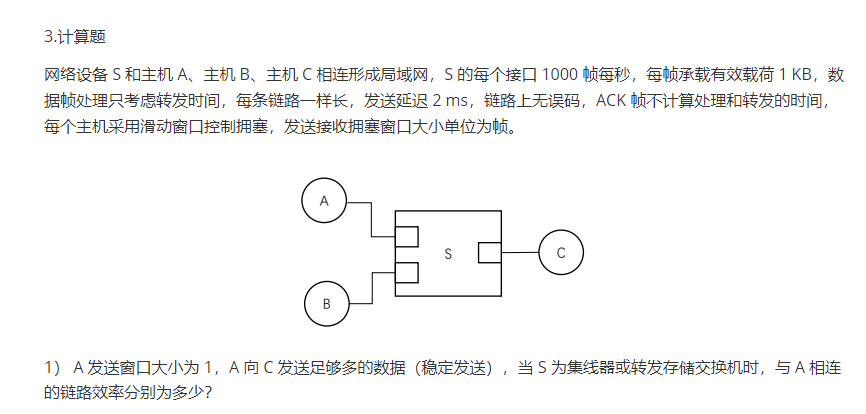 3.计算题
网络设备 S 和主机 A、主机 B、主机 C 相连形成局域网，S 的每个接口 1000 帧每秒，每帧承载有效载荷 1 KB，数
据帧处理只考虑转发时间，每条链路一样长，发送延迟 2 ms，链路上无误码，ACK 帧不计算处理和转发的时间，
每个主机采用滑动窗口控制拥塞，发送接收拥塞窗口大小单位为帧。
A
S
C
B
1） A 发送窗口大小为 1，A 向 C 发送足够多的数据（稳定发送），当 S 为集线器或转发存储交换机时，与 A 相连
的链路效率分别为多少？